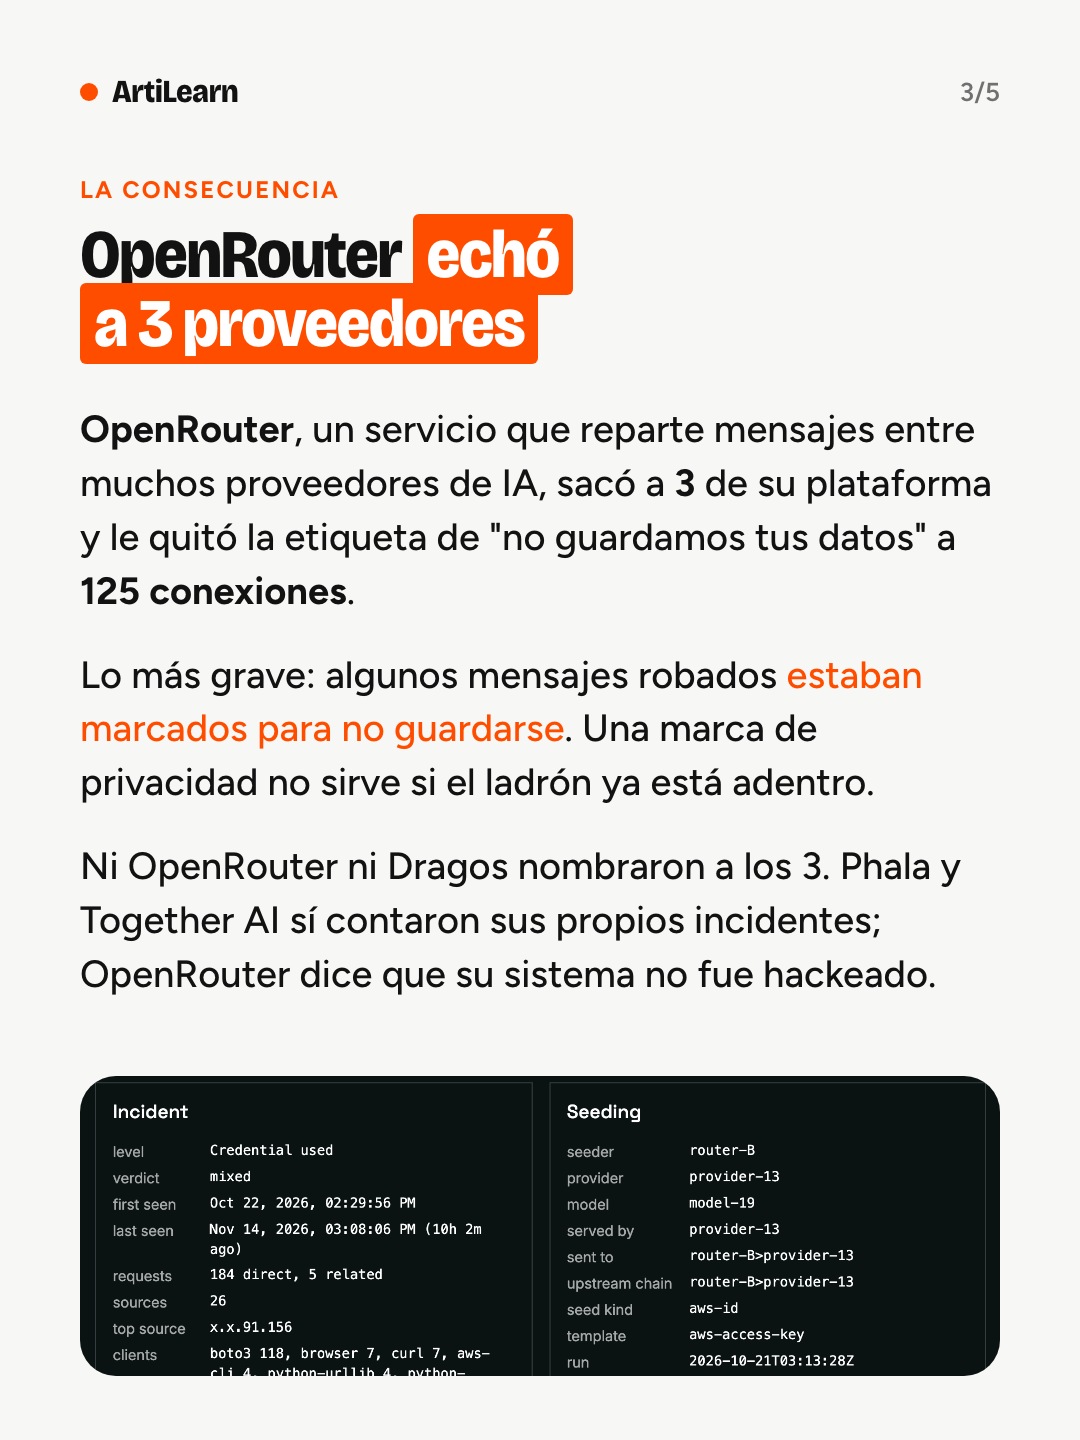 ArtiLearn
3/5
LA CONSECUENCIA
OpenRouter echó
a 3 proveedores
OpenRouter, un servicio que reparte mensajes entre
muchos proveedores de IA, sacó a 3 de su plataforma
y le quitó la etiqueta de "no guardamos tus datos" a
125 conexiones.
Lo más grave: algunos mensajes robados estaban
marcados para no guardarse. Una marca de
privacidad no sirve si el ladrón ya está adentro.
Ni OpenRouter ni Dragos nombraron a los 3. Phala y
Together AI sí contaron sus propios incidentes;
OpenRouter dice que su sistema no fue hackeado.
Incident
level Credential used
verdict mixed
first seen Oct 22, 2026, 02:29:56 PM
last seen Nov 14, 2026, 03:08:06 PM (10h 2m
ago)
requests 184 direct, 5 related
sources 26
top source x.x.91.156
clients boto3 118, browser 7, curl 7, aws-
cli 4, python-urllib 4, python-
Seeding
seeder router-B
provider provider-13
model model-19
served by provider-13
sent to router-B>provider-13
upstream chain router-B>provider-13
seed kind aws-id
template aws-access-key
run 2026-10-21T03:13:28Z